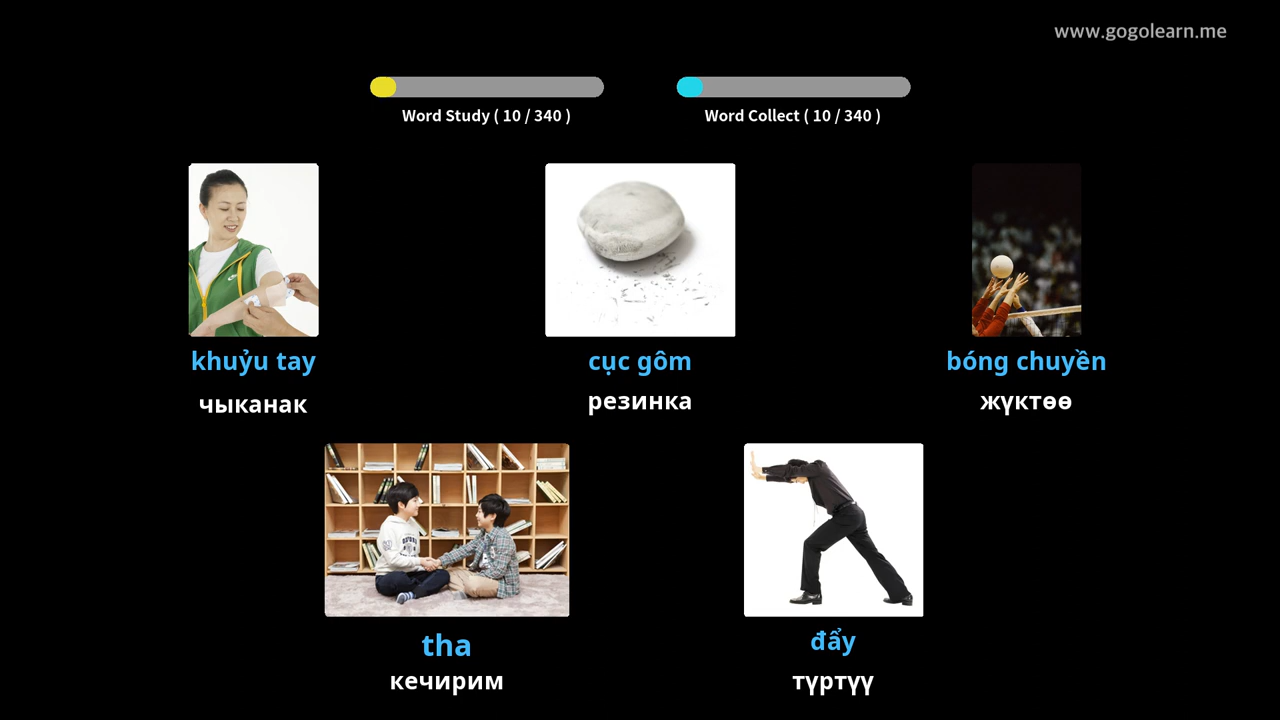 www.gogolearn.me
Word Study ( 10 / 340 )
Word Collect ( 10 / 340 )
khuỷu tay
cục gôm
bóng chuyền
чыканак
резинка
жүктөө
tha
đẩy
кечирим
түртүү